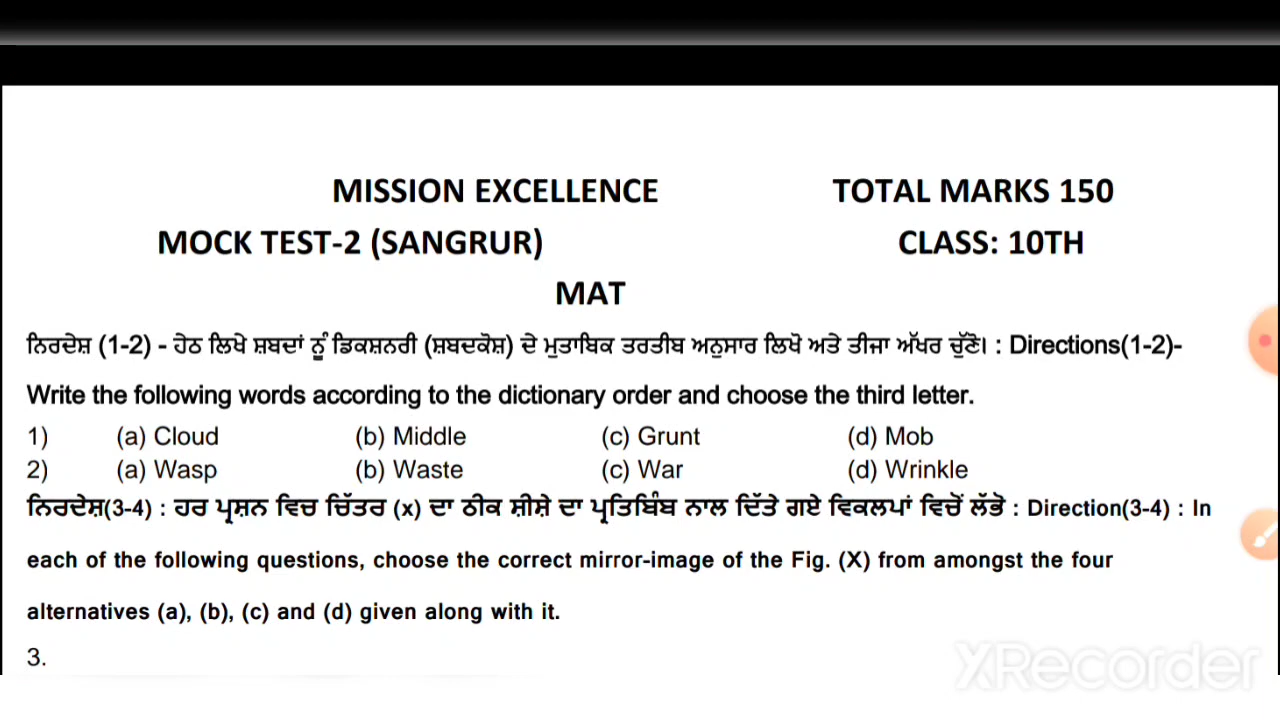 MISSION EXCELLENCE TOTAL MARKS 150
MOCK TEST-2 (SANGRUR) CLASS: 10TH
MAT
ਨਿਰਦੇਸ਼ (1-2) - ਹੇਠ ਲਿਖੇ ਸ਼ਬਦਾਂ ਨੂੰ ਡਿਕਸ਼ਨਰੀ (ਸ਼ਬਦਕੋਸ਼) ਦੇ ਮੁਤਾਬਿਕ ਤਰਤੀਬ ਅਨੁਸਾਰ ਲਿਖੋ ਅਤੇ ਤੀਜਾ ਅੱਖਰ ਚੁੱਣੋ। : Directions(1-2)-
Write the following words according to the dictionary order and choose the third letter.
1) (a) Cloud (b) Middle (c) Grunt (d) Mob
2) (a) Wasp (b) Waste (c) War (d) Wrinkle
ਨਿਰਦੇਸ਼(3-4) : ਹਰ ਪ੍ਰਸ਼ਨ ਵਿਚ ਚਿੱਤਰ (x) ਦਾ ਠੀਕ ਸ਼ੀਸ਼ੇ ਦਾ ਪ੍ਰਤਿਬਿੰਬ ਨਾਲ ਦਿੱਤੇ ਗਏ ਵਿਕਲਪਾਂ ਵਿਚੋਂ ਲੱਭੋ : Direction(3-4) : In
each of the following questions, choose the correct mirror-image of the Fig. (X) from amongst the four
alternatives (a), (b), (c) and (d) given along with it.
3.
XRecorder